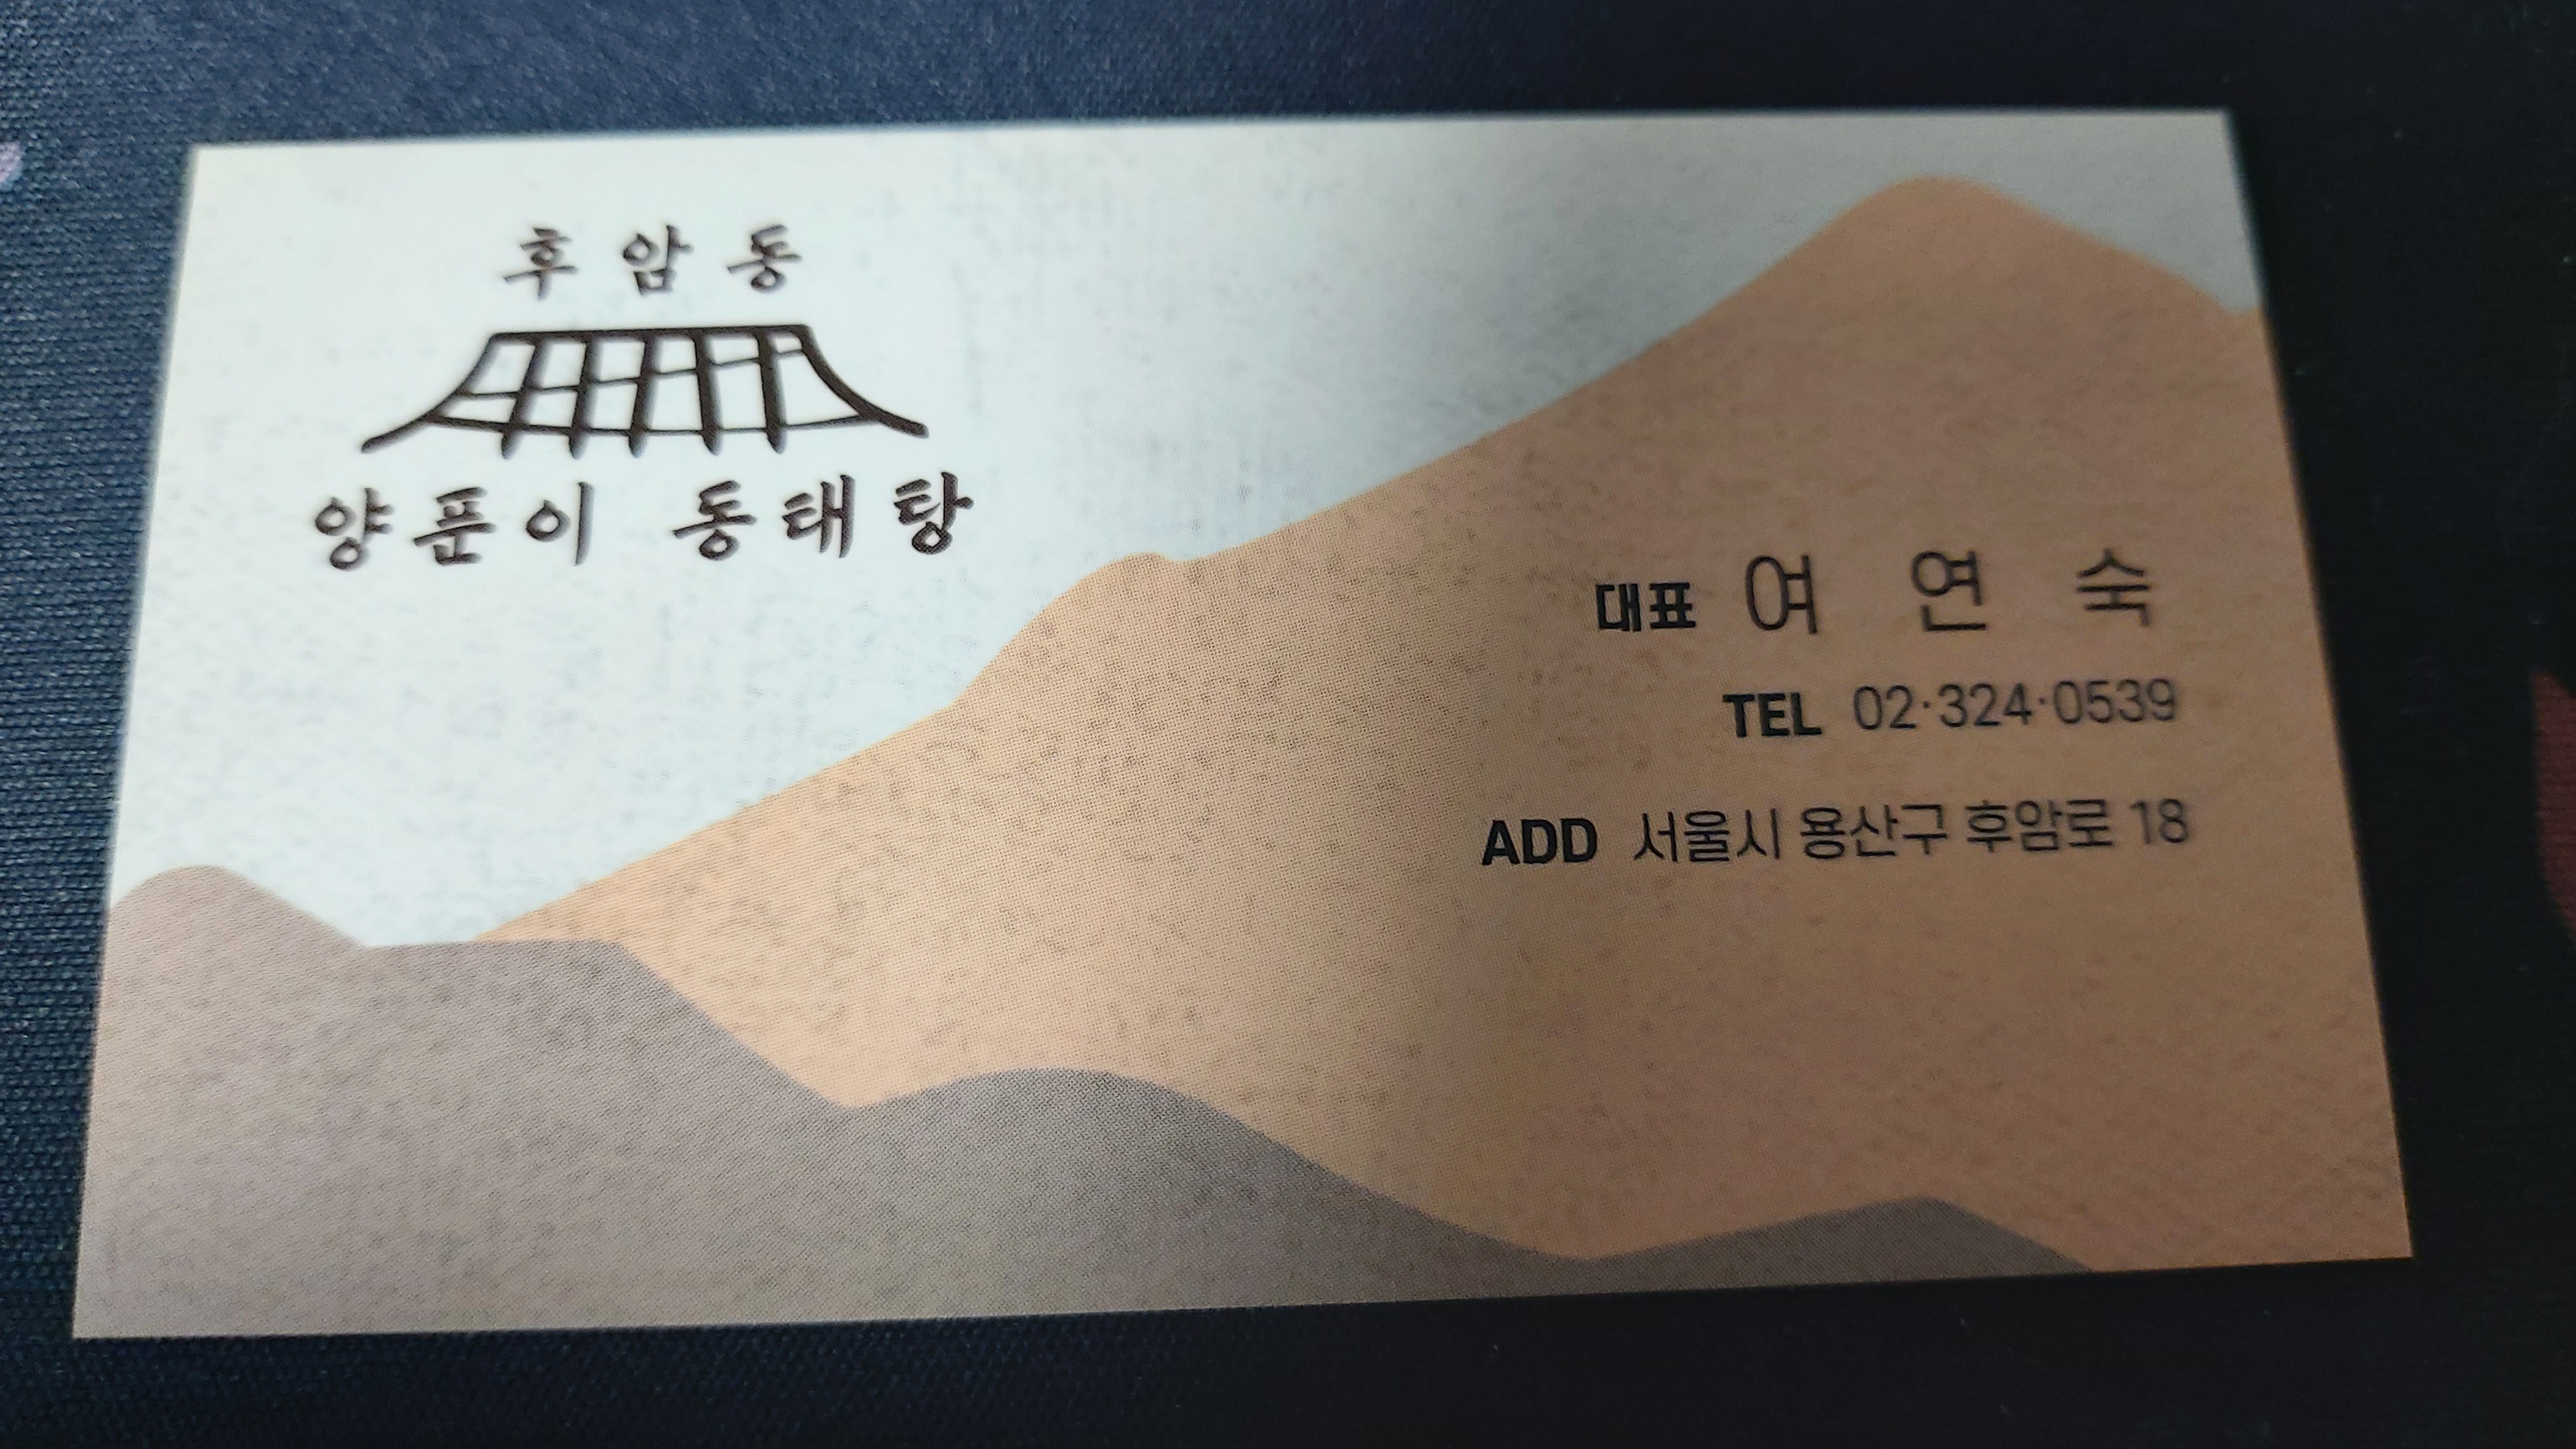 후암동
양푼이 동태탕
대표 여 연 숙
TEL 02·324·0539
ADD 서울시 용산구 후암로 18